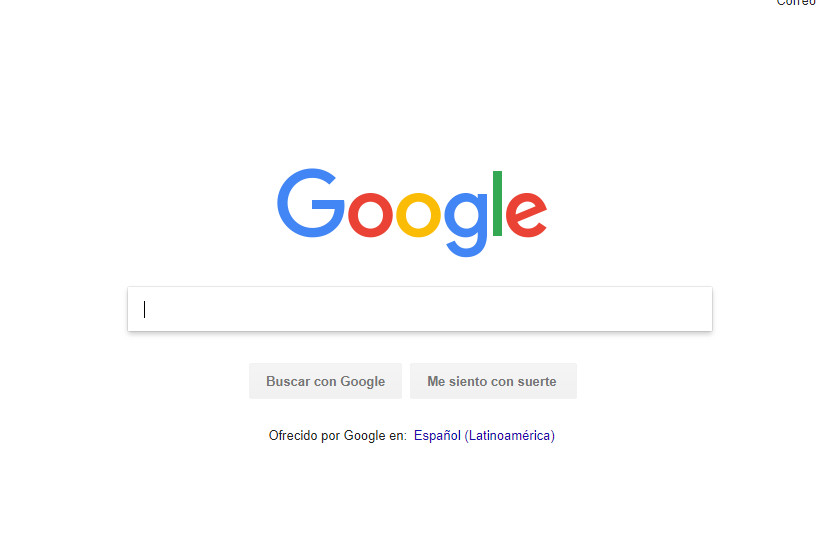 Correo
Google
Buscar con Google Me siento con suerte
Ofrecido por Google en: Español (Latinoamérica)